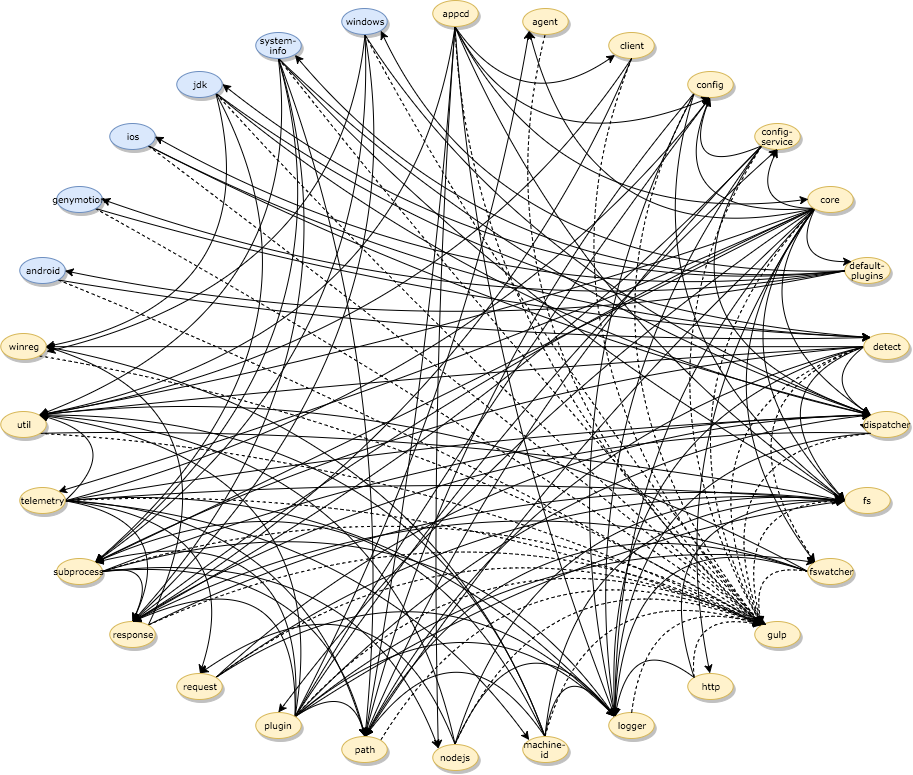 appcd
agent
windows
client
system-
info
jdk
config
ios
config-
service
genymotion
core
android
default-
plugins
winreg
detect
util
dispatcher
telemetry
fs
subprocess
fswatcher
response
gulp
request
http
plugin
logger
path
machine-
id
nodejs